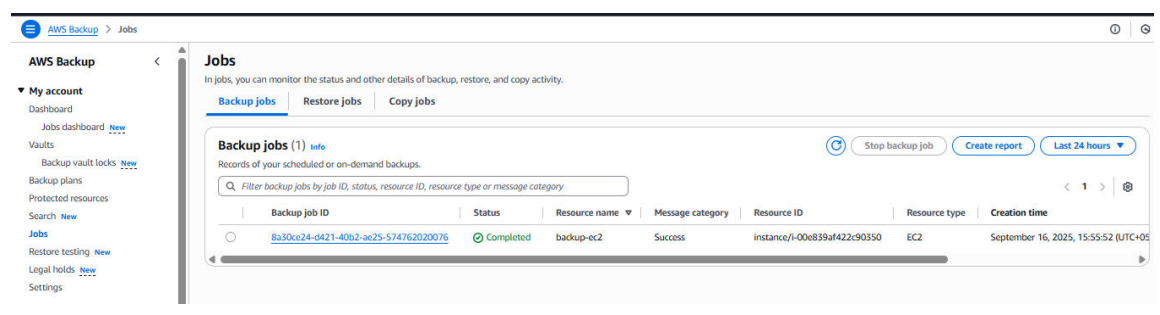 AWS Backup > Jobs
AWS Backup
My account
Dashboard
Jobs dashboard New
Vaults
Backup vault locks New
Backup plans
Protected resources
Search New
Jobs
Restore testing New
Legal holds New
Settings
Jobs
In jobs, you can monitor the status and other details of backup, restore, and copy activity.
Backup jobs Restore jobs Copy jobs
Backup jobs (1) Info Stop backup job Create report Last 24 hours
Records of your scheduled or on-demand backups.
Filter backup jobs by job ID, status, resource ID, resource type or message category < 1 >
Backup job ID Status Resource name Message category Resource ID Resource type Creation time
8a30ce24-d421-40b2-ae25-574762020076 Completed backup-ec2 Success instance/i-00e839af422c90350 EC2 September 16, 2025, 15:55:52 (UTC+05